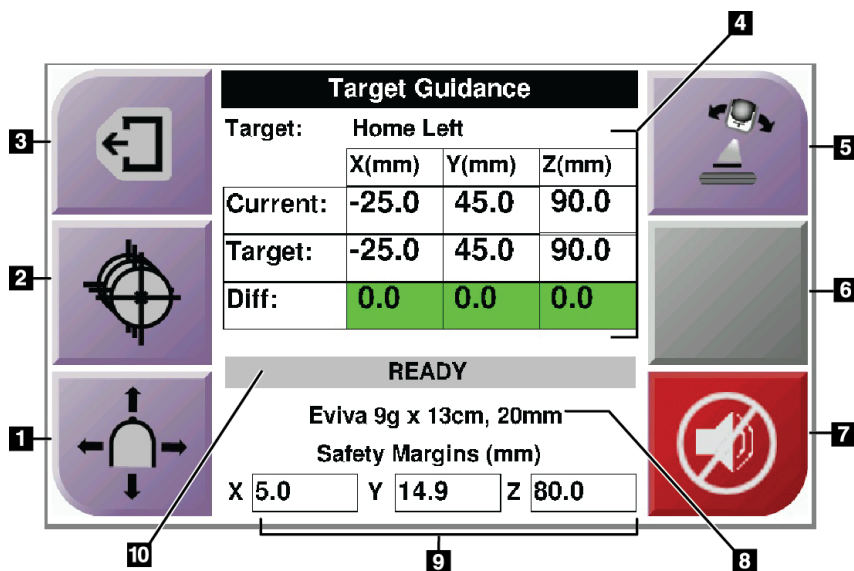 4
Target Guidance
3
Target: Home Left
5
X(mm) Y(mm) Z(mm)
Current: -25.0 45.0 90.0
Target: -25.0 45.0 90.0
2
6
Diff: 0.0 0.0 0.0
READY
Eviva 9g x 13cm, 20mm
1
7
Safety Margins (mm)
X 5.0 Y 14.9 Z 80.0
10
9
8